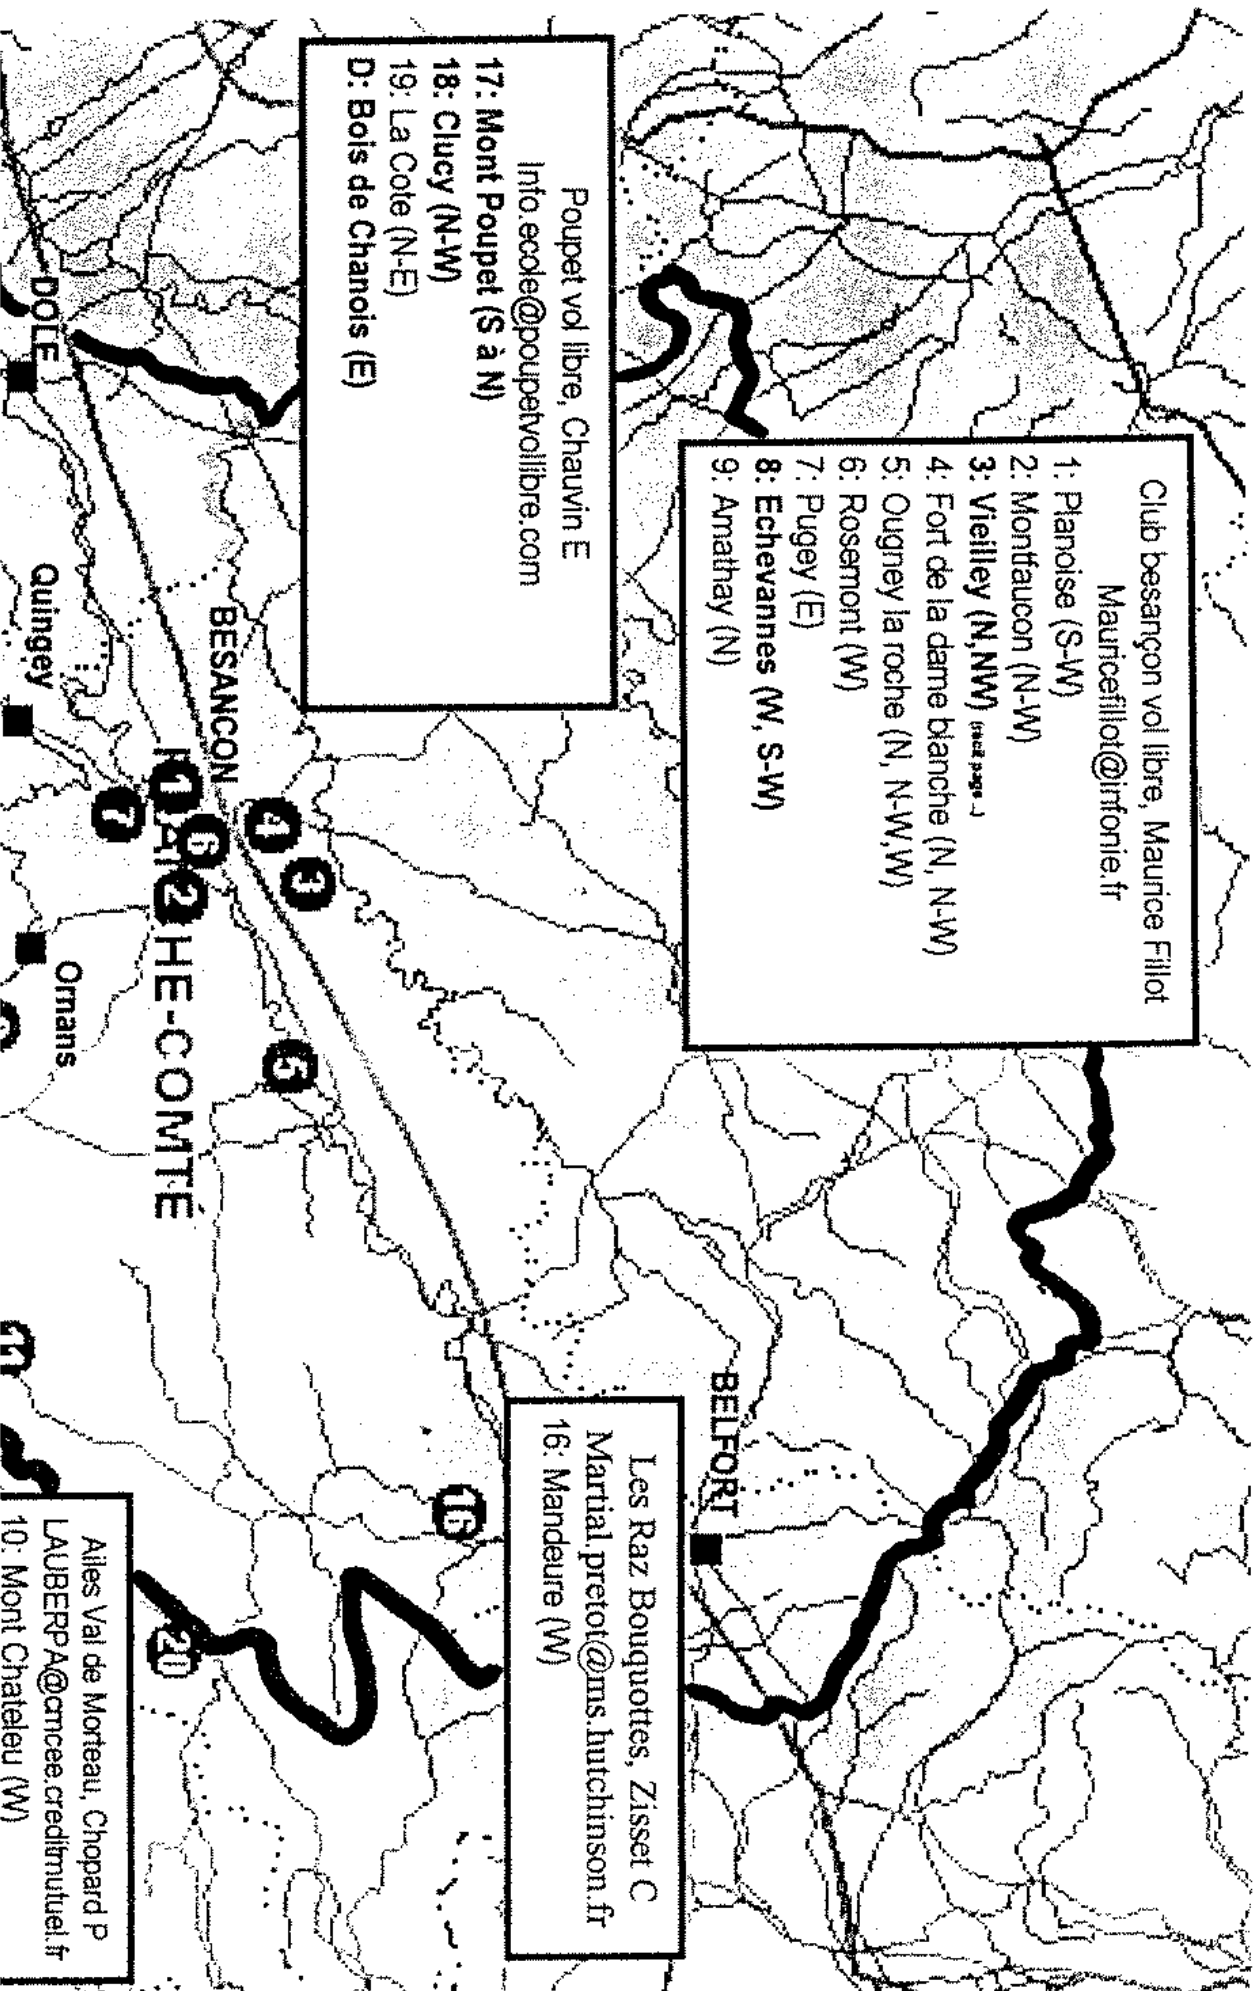 Club besançon vol libre, Maurice Fillot
Mauricefillot@infonie.fr
1: Planoise (S-W)
2: Montfaucon (N-W)
3: Vieilley (N,NW)
4: Fort de la dame blanche (N, N-W)
5: Ougney la roche (N, N-W,W)
6: Rosemont (W)
7: Pugey (E)
8: Echevannes (W, S-W)
9: Amathay (N)
Poupet vol libre, Chauvin E
Info.ecole@poupetvollibre.com
17: Mont Poupet (S à N)
18: Clucy (N-W)
19: La Cote (N-E)
D: Bois de Chanois (E)
BELFORT
Les Raz Bouquottes, Zisset C
Martial.pretot@ms.hutchinson.fr
16: Mandeure (W)
4
3
5
16
BESANCON
1
6
2
7
HE-COMTÉ
20
DOLE
Quingey
Ornans
11
Ailes Val de Morteau, Chopard P
LAUBERPA@cmcee.creditmutuel.fr
10: Mont Chateleu (W)